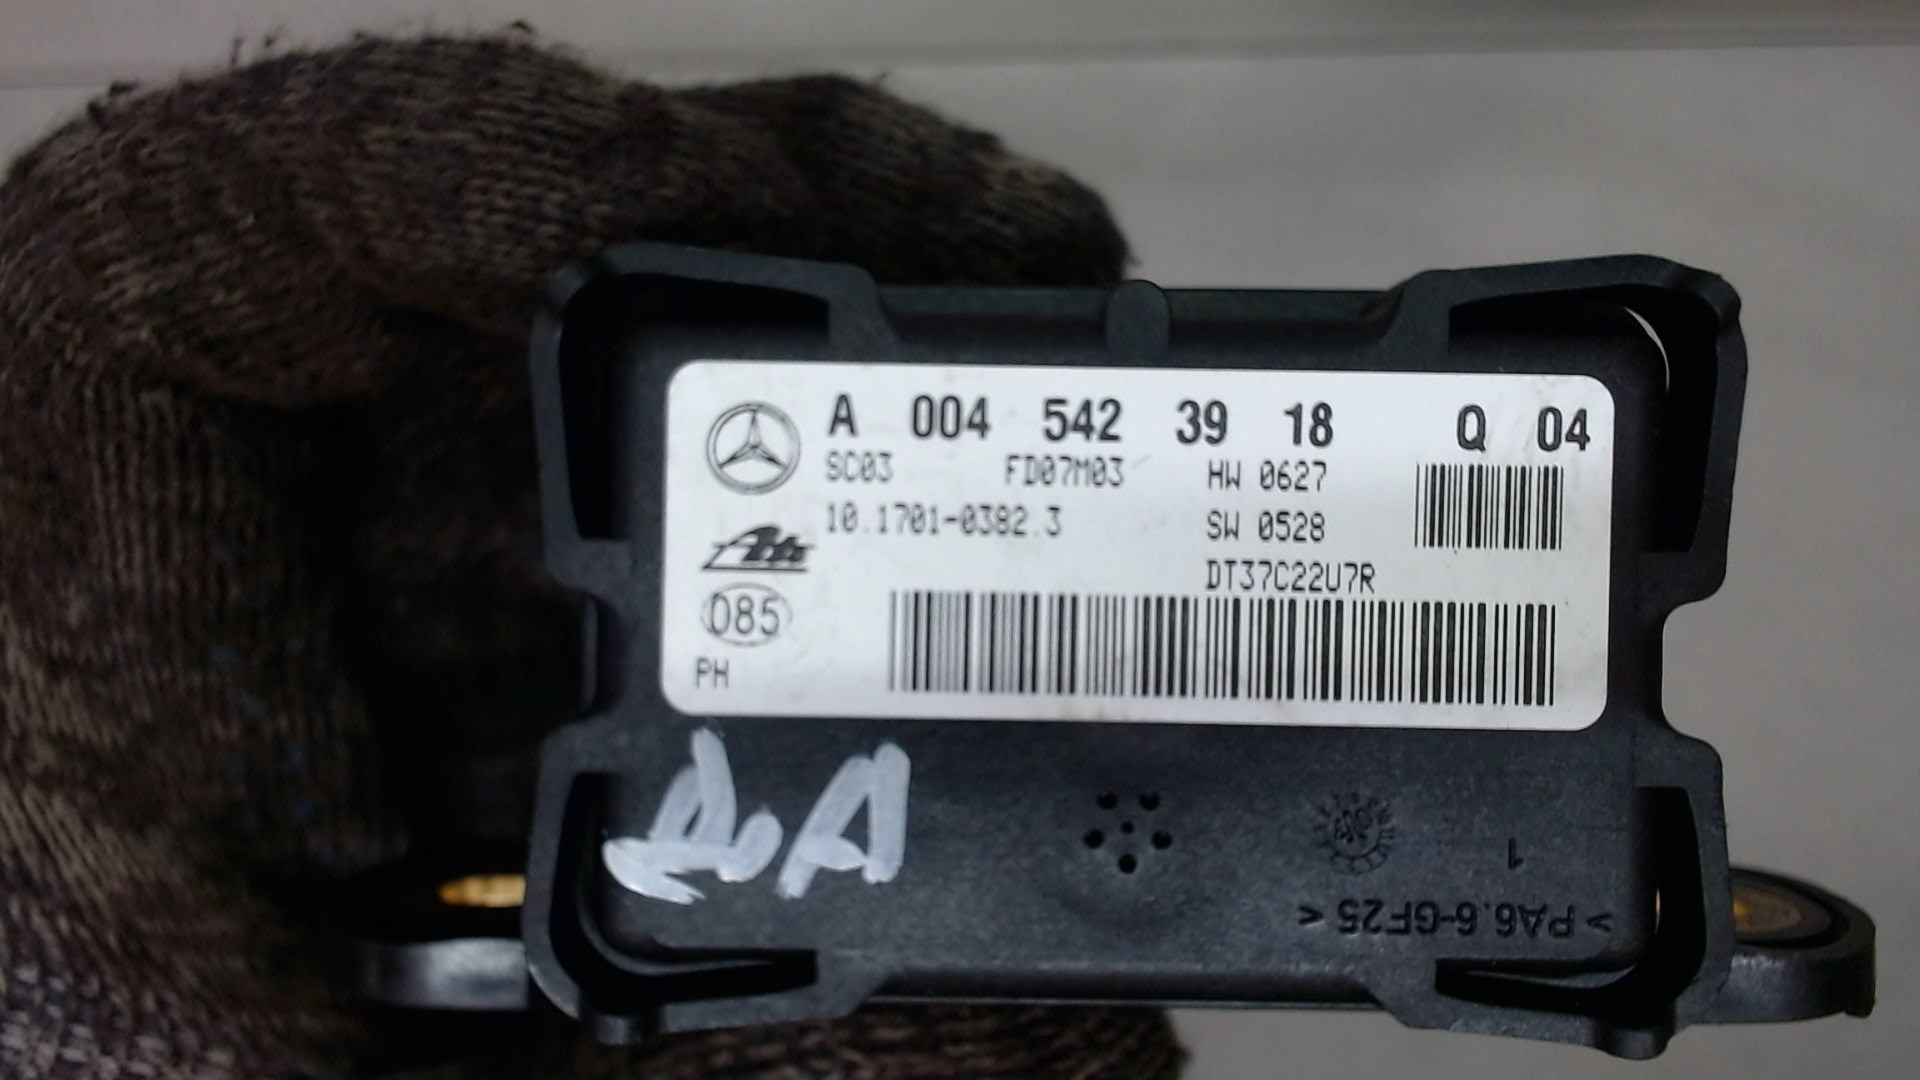 A 004 542 39 18 Q 04
SC03 FD07M03 HW 0627
10.1701-0382.3 SW 0528
Ate
DT37C22U7R
085
PH
1
>PA6.6-GF25<